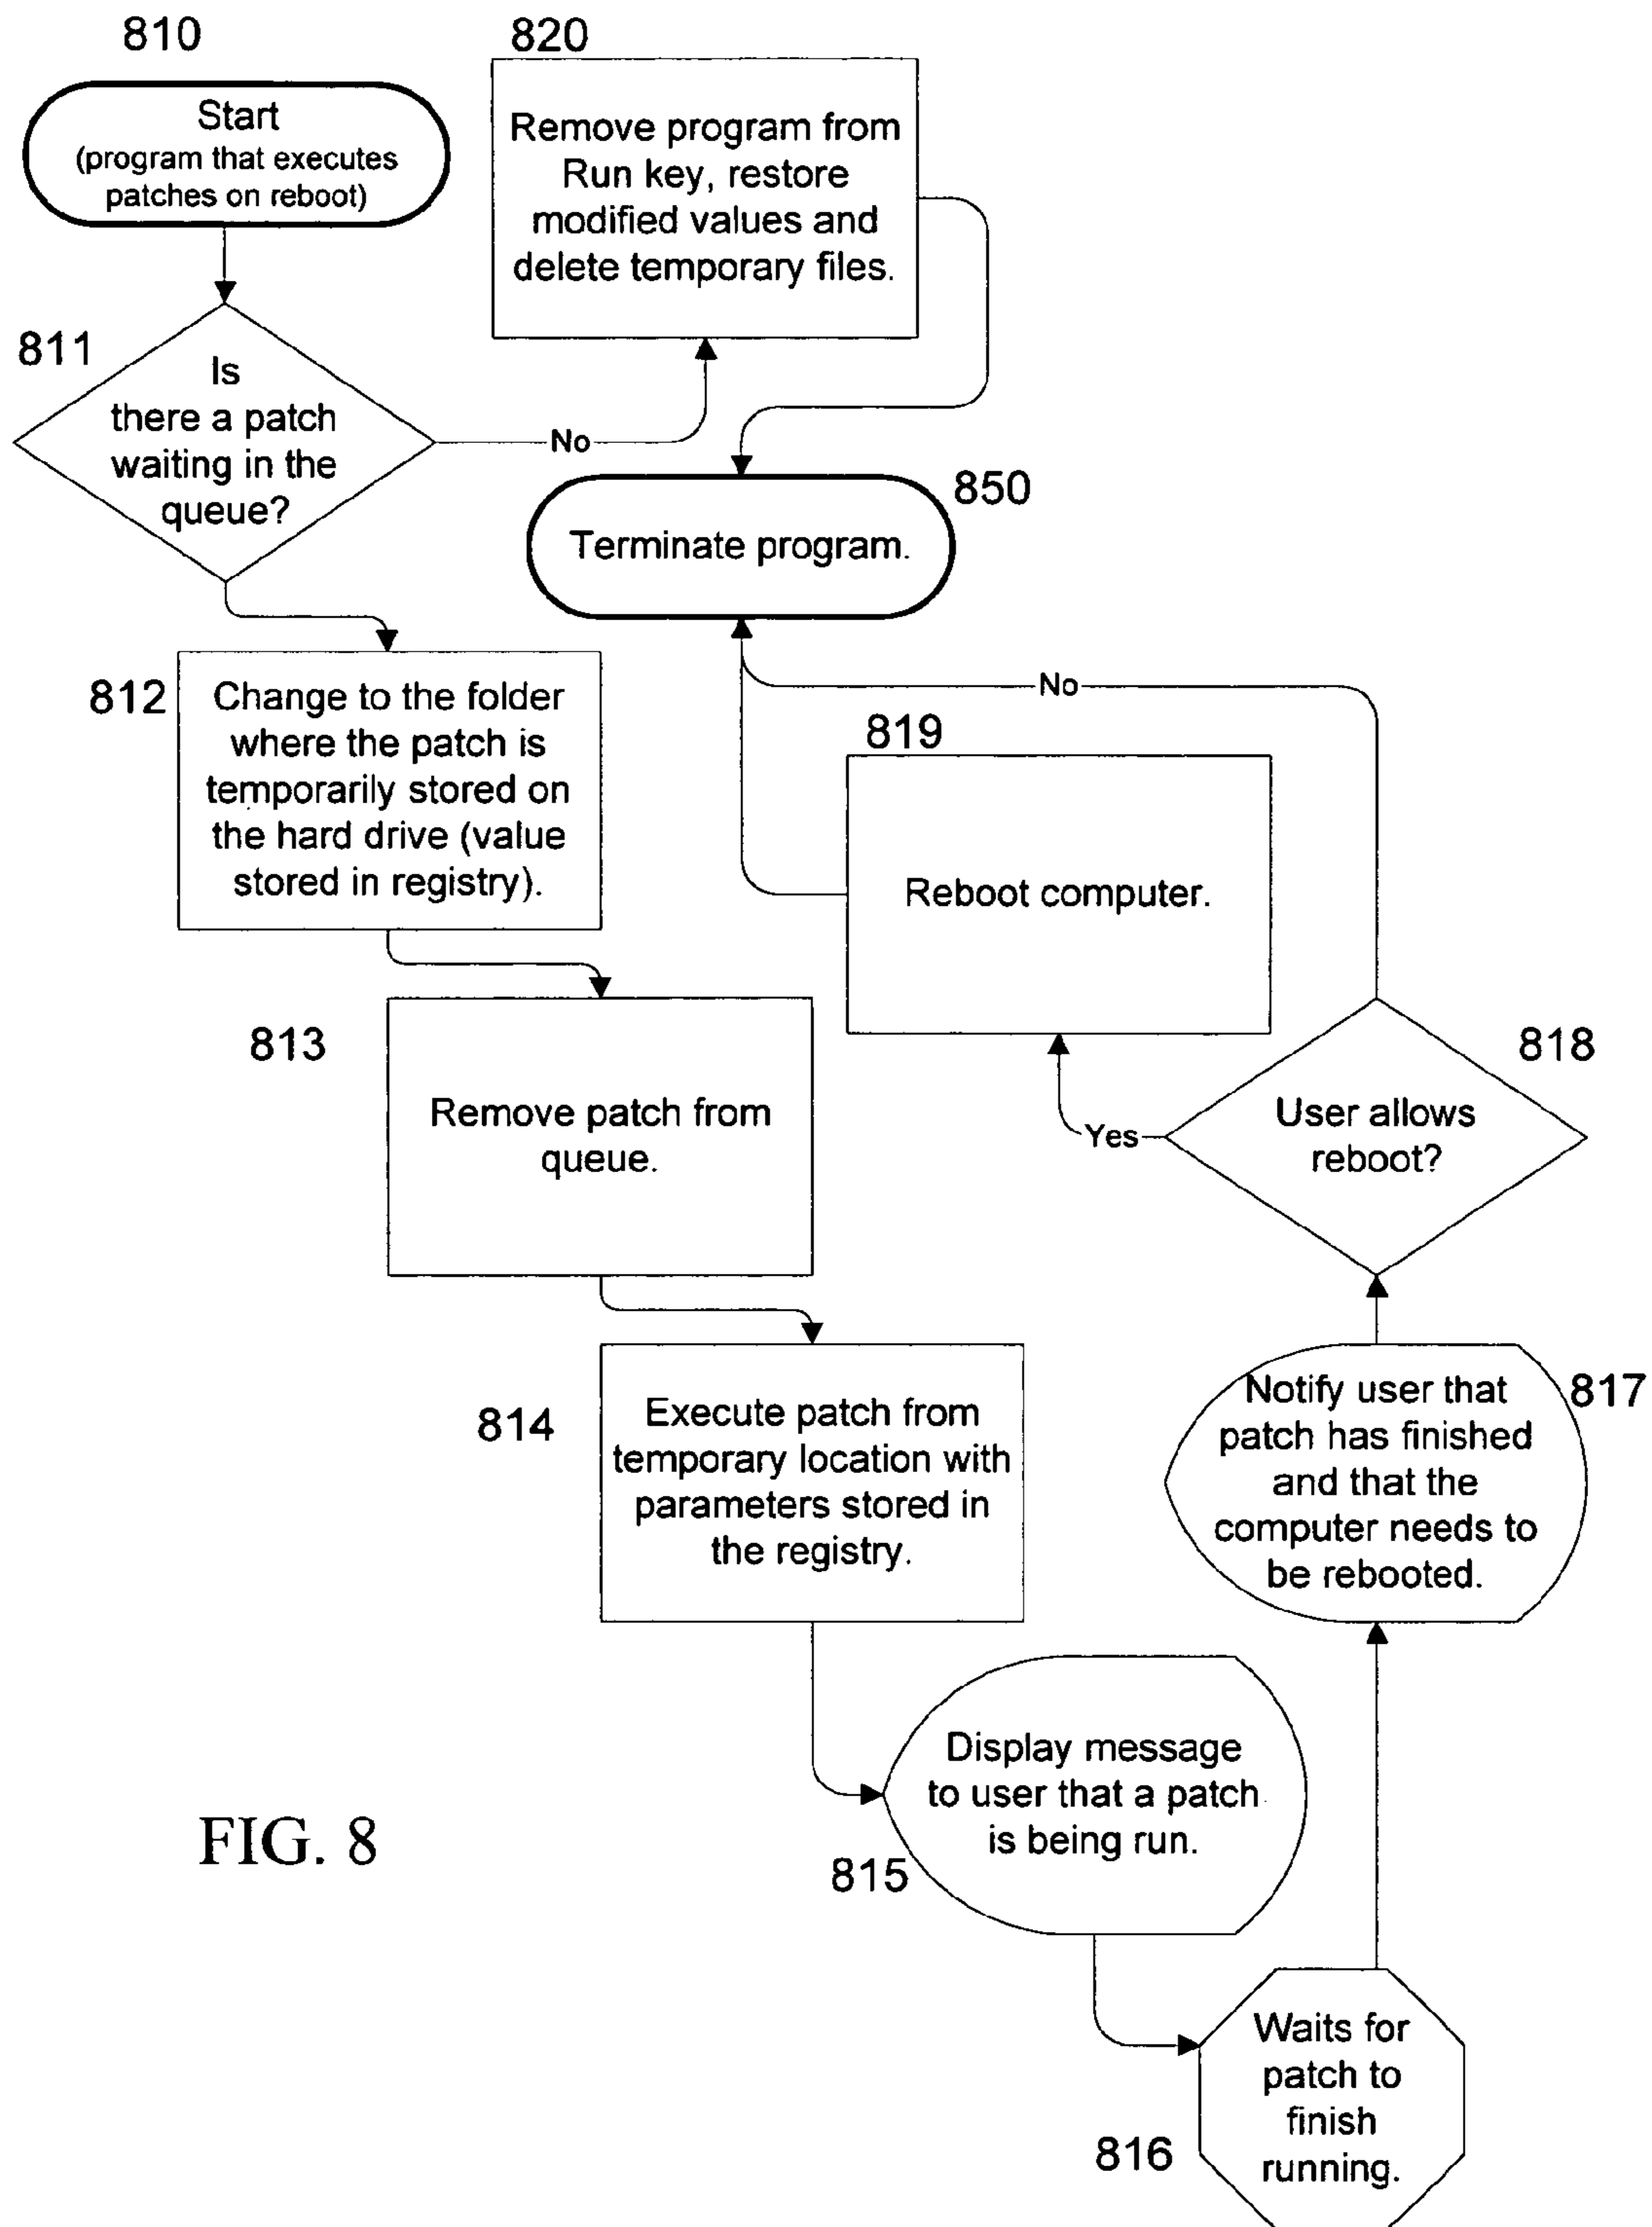 810
Start
(program that executes
patches on reboot)
820
Remove program from
Run key, restore
modified values and
delete temporary files.
811
Is
there a patch
waiting in the
queue?
No
850
Terminate program.
812
Change to the folder
where the patch is
temporarily stored on
the hard drive (value
stored in registry).
No
819
Reboot computer.
813
Remove patch from
queue.
818
User allows
reboot?
Yes
814
Execute patch from
temporary location with
parameters stored in
the registry.
817
Notify user that
patch has finished
and that the
computer needs to
be rebooted.
815
Display message
to user that a patch
is being run.
816
Waits for
patch to
finish
running.
FIG. 8